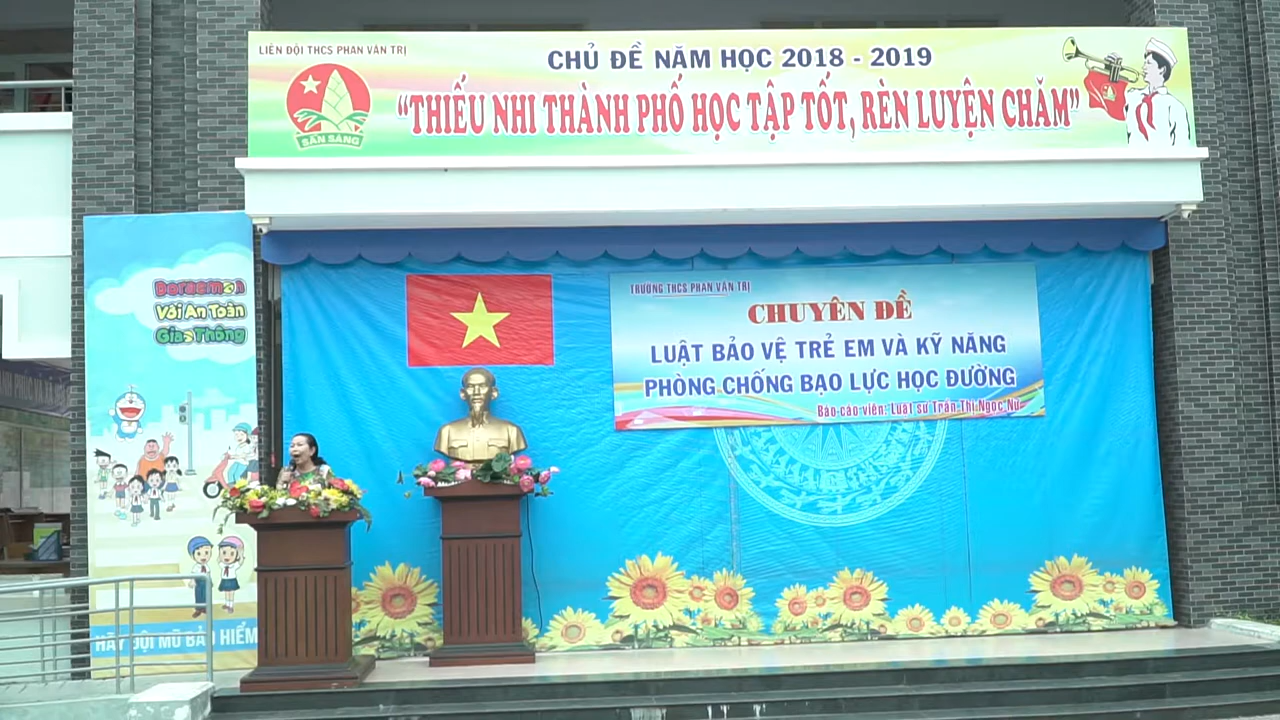 LIÊN ĐỘI THCS PHAN VĂN TRỊ
SẴN SÀNG
CHỦ ĐỀ NĂM HỌC 2018 - 2019
“THIẾU NHI THÀNH PHỐ HỌC TẬP TỐT, RÈN LUYỆN CHĂM”
Doraemon
Với An Toàn
Giao Thông
HÃY ĐỘI MŨ BẢO HIỂM
TRƯỜNG THCS PHAN VĂN TRỊ
CHUYÊN ĐỀ
LUẬT BẢO VỆ TRẺ EM VÀ KỸ NĂNG
PHÒNG CHỐNG BẠO LỰC HỌC ĐƯỜNG
Báo cáo viên: Luật sư Trần Thị Ngọc Nữ